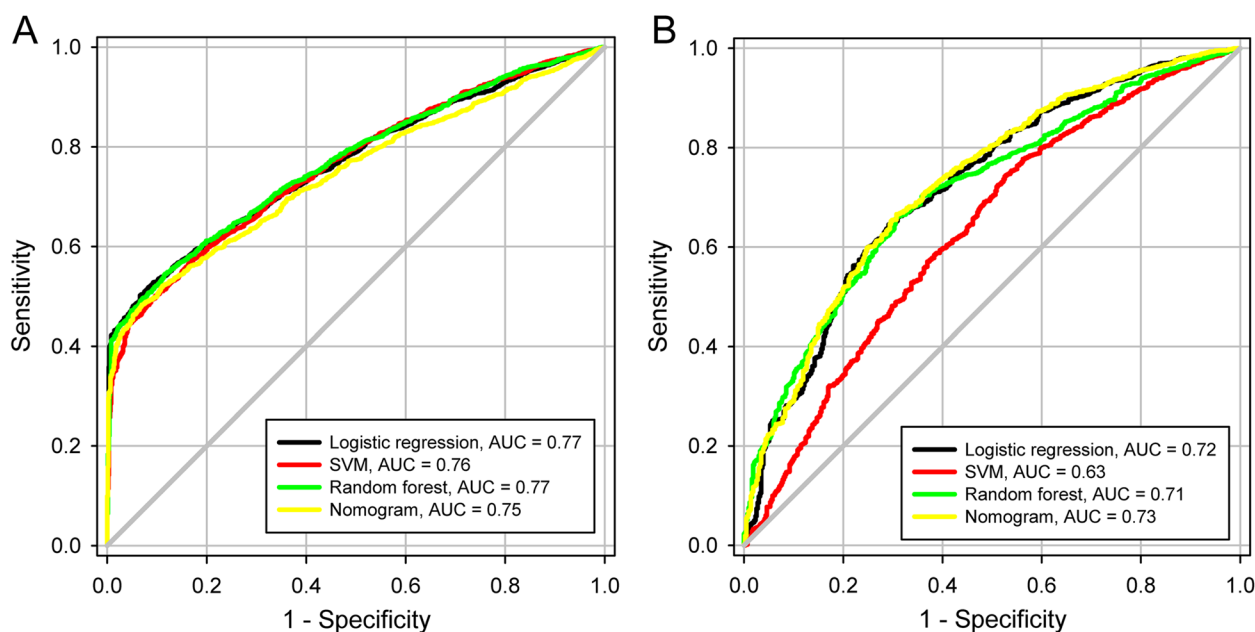 A
1.0
0.8
0.6
0.4
0.2
0.0
Sensitivity
Logistic regression, AUC = 0.77
SVM, AUC = 0.76
Random forest, AUC = 0.77
Nomogram, AUC = 0.75
0.0 0.2 0.4 0.6 0.8 1.0
1 - Specificity
B
1.0
0.8
0.6
0.4
0.2
0.0
Sensitivity
Logistic regression, AUC = 0.72
SVM, AUC = 0.63
Random forest, AUC = 0.71
Nomogram, AUC = 0.73
0.0 0.2 0.4 0.6 0.8 1.0
1 - Specificity